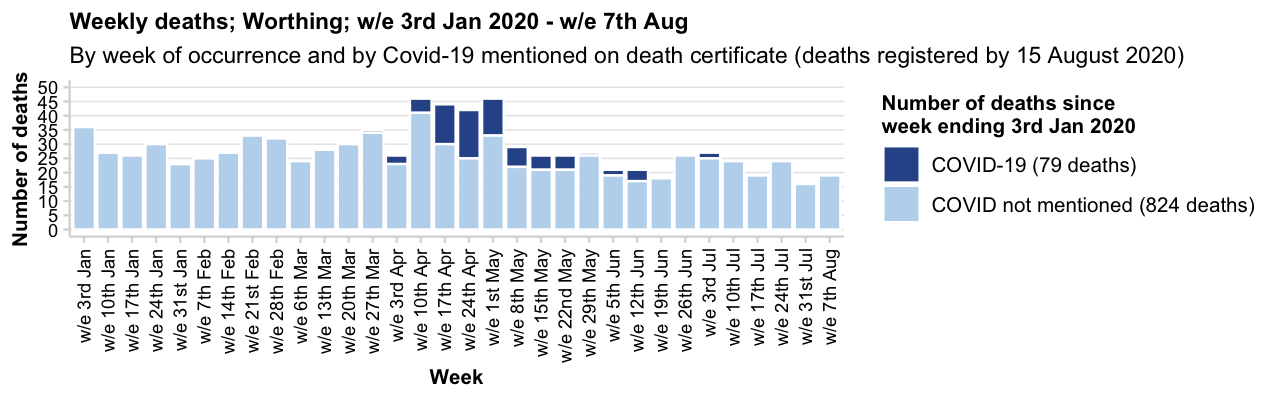 Weekly deaths; Worthing; w/e 3rd Jan 2020 - w/e 7th Aug
By week of occurrence and by Covid-19 mentioned on death certificate (deaths registered by 15 August 2020)
Number of deaths
50
45
40
35
30
25
20
15
10
5
0
w/e 3rd Jan
w/e 10th Jan
w/e 17th Jan
w/e 24th Jan
w/e 31st Jan
w/e 7th Feb
w/e 14th Feb
w/e 21st Feb
w/e 28th Feb
w/e 6th Mar
w/e 13th Mar
w/e 20th Mar
w/e 27th Mar
w/e 3rd Apr
w/e 10th Apr
w/e 17th Apr
w/e 24th Apr
w/e 1st May
w/e 8th May
w/e 15th May
w/e 22nd May
w/e 29th May
w/e 5th Jun
w/e 12th Jun
w/e 19th Jun
w/e 26th Jun
w/e 3rd Jul
w/e 10th Jul
w/e 17th Jul
w/e 24th Jul
w/e 31st Jul
w/e 7th Aug
Week
Number of deaths since
week ending 3rd Jan 2020
COVID-19 (79 deaths)
COVID not mentioned (824 deaths)